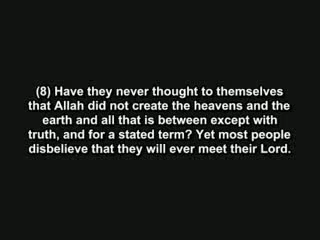 (8) Have they never thought to themselves
that Allah did not create the heavens and the
earth and all that is between except with
truth, and for a stated term? Yet most people
disbelieve that they will ever meet their Lord.